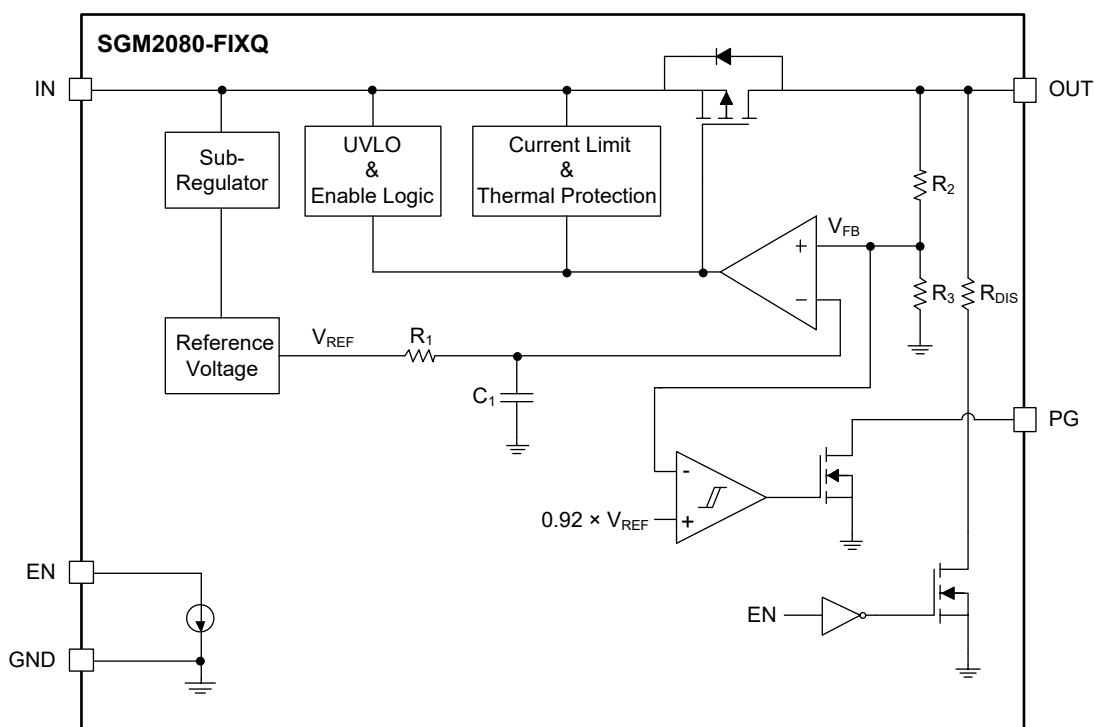 SGM2080-FIXQ
IN
OUT
Sub-
Regulator
UVLO
&
Enable Logic
Current Limit
&
Thermal Protection
R2
VFB
+
−
R3
RDIS
Reference
Voltage
VREF
R1
C1
PG
-
0.92 × VREF
+
EN
EN
GND